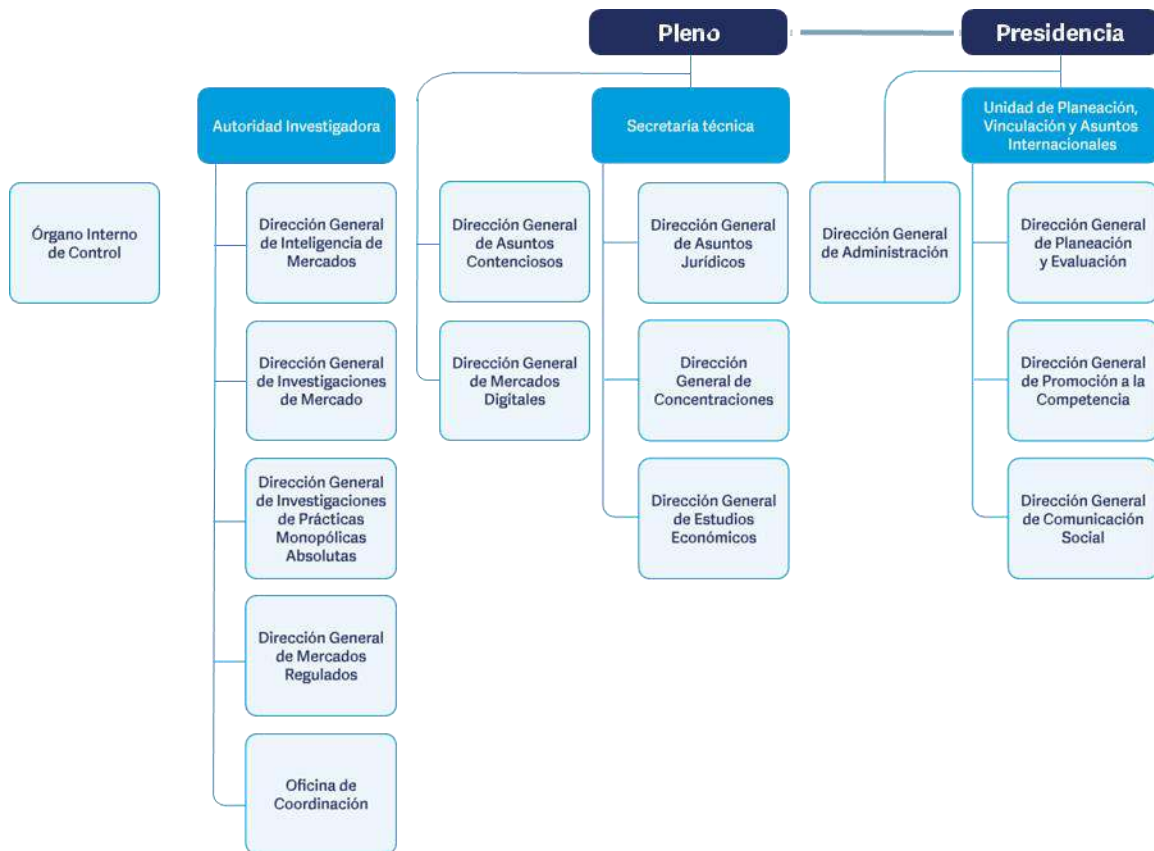 Pleno
Presidencia
Autoridad Investigadora
Secretaría técnica
Unidad de Planeación,
Vinculación y Asuntos
Internacionales
Órgano Interno
de Control
Dirección General
de Inteligencia de
Mercados
Dirección General
de Asuntos
Contenciosos
Dirección General
de Asuntos
Jurídicos
Dirección General
de Administración
Dirección General
de Planeación
y Evaluación
Dirección General
de Investigaciones
de Mercado
Dirección General
de Mercados
Digitales
Dirección
General de
Concentraciones
Dirección General
de Promoción a la
Competencia
Dirección General
de Investigaciones
de Prácticas
Monopólicas
Absolutas
Dirección General
de Estudios
Económicos
Dirección General
de Comunicación
Social
Dirección General
de Mercados
Regulados
Oficina de
Coordinación